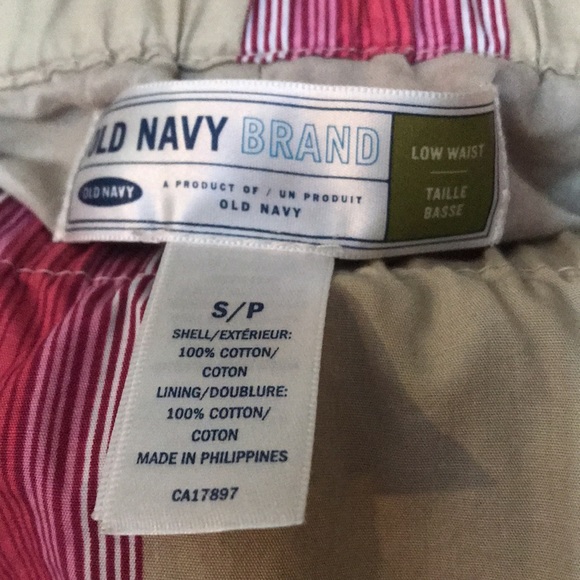 OLD NAVY BRAND
OLD NAVY
A PRODUCT OF / UN PRODUIT
OLD NAVY
LOW WAIST
TAILLE
BASSE
S/P
SHELL/EXTÉRIEUR:
100% COTTON/
COTON
LINING/DOUBLURE:
100% COTTON/
COTON
MADE IN PHILIPPINES
CA17897